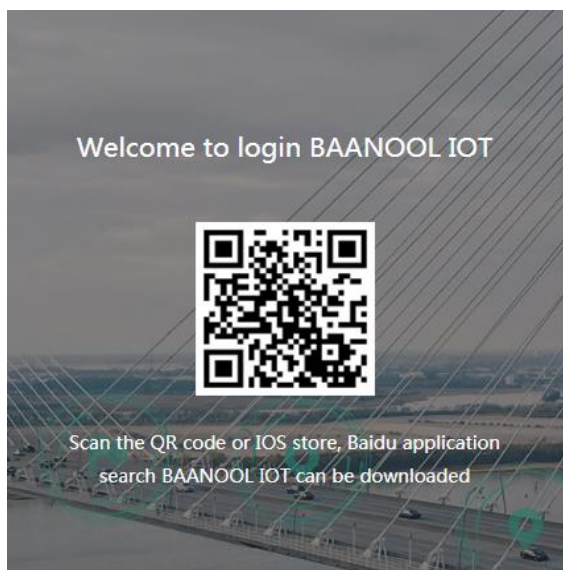 Welcome to login BAANOOL IOT
Scan the QR code or IOS store, Baidu application
search BAANOOL IOT can be downloaded